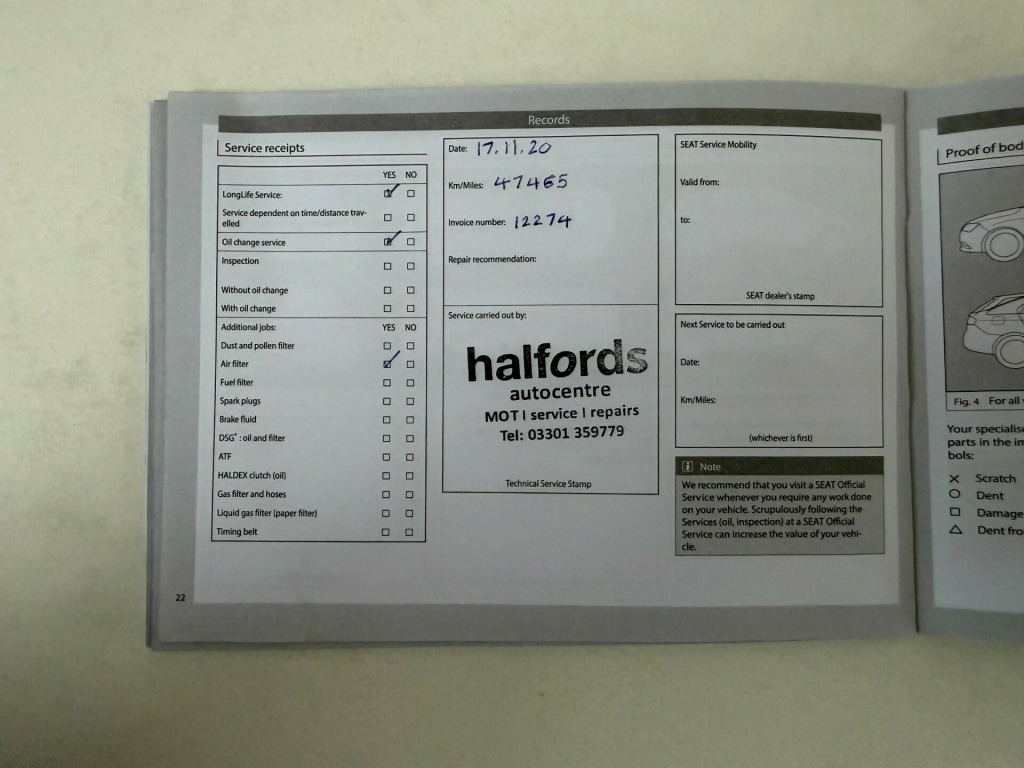 Records
Service receipts
YES NO
LongLife Service:
Service dependent on time/distance trav-
elled
Oil change service
Inspection
Without oil change
With oil change
Additional jobs: YES NO
Dust and pollen filter
Air filter
Fuel filter
Spark plugs
Brake fluid
DSG® : oil and filter
ATF
HALDEX clutch (oil)
Gas filter and hoses
Liquid gas filter (paper filter)
Timing belt
22
Date: 17.11.20
Km/Miles: 47465
Invoice number: 12274
Repair recommendation:
Service carried out by:
halfords
autocentre
MOT | service | repairs
Tel: 03301 359779
Technical Service Stamp
SEAT Service Mobility
Valid from:
to:
SEAT dealer's stamp
Next Service to be carried out
Date:
Km/Miles:
(whichever is first)
i Note
We recommend that you visit a SEAT Official
Service whenever you require any work done
on your vehicle. Scrupulously following the
Services (oil, inspection) at a SEAT Official
Service can increase the value of your vehi-
cle.
Proof of bod
Fig. 4 For all
Your specialise
parts in the im
bols:
Scratch
Dent
Damage
Dent fro